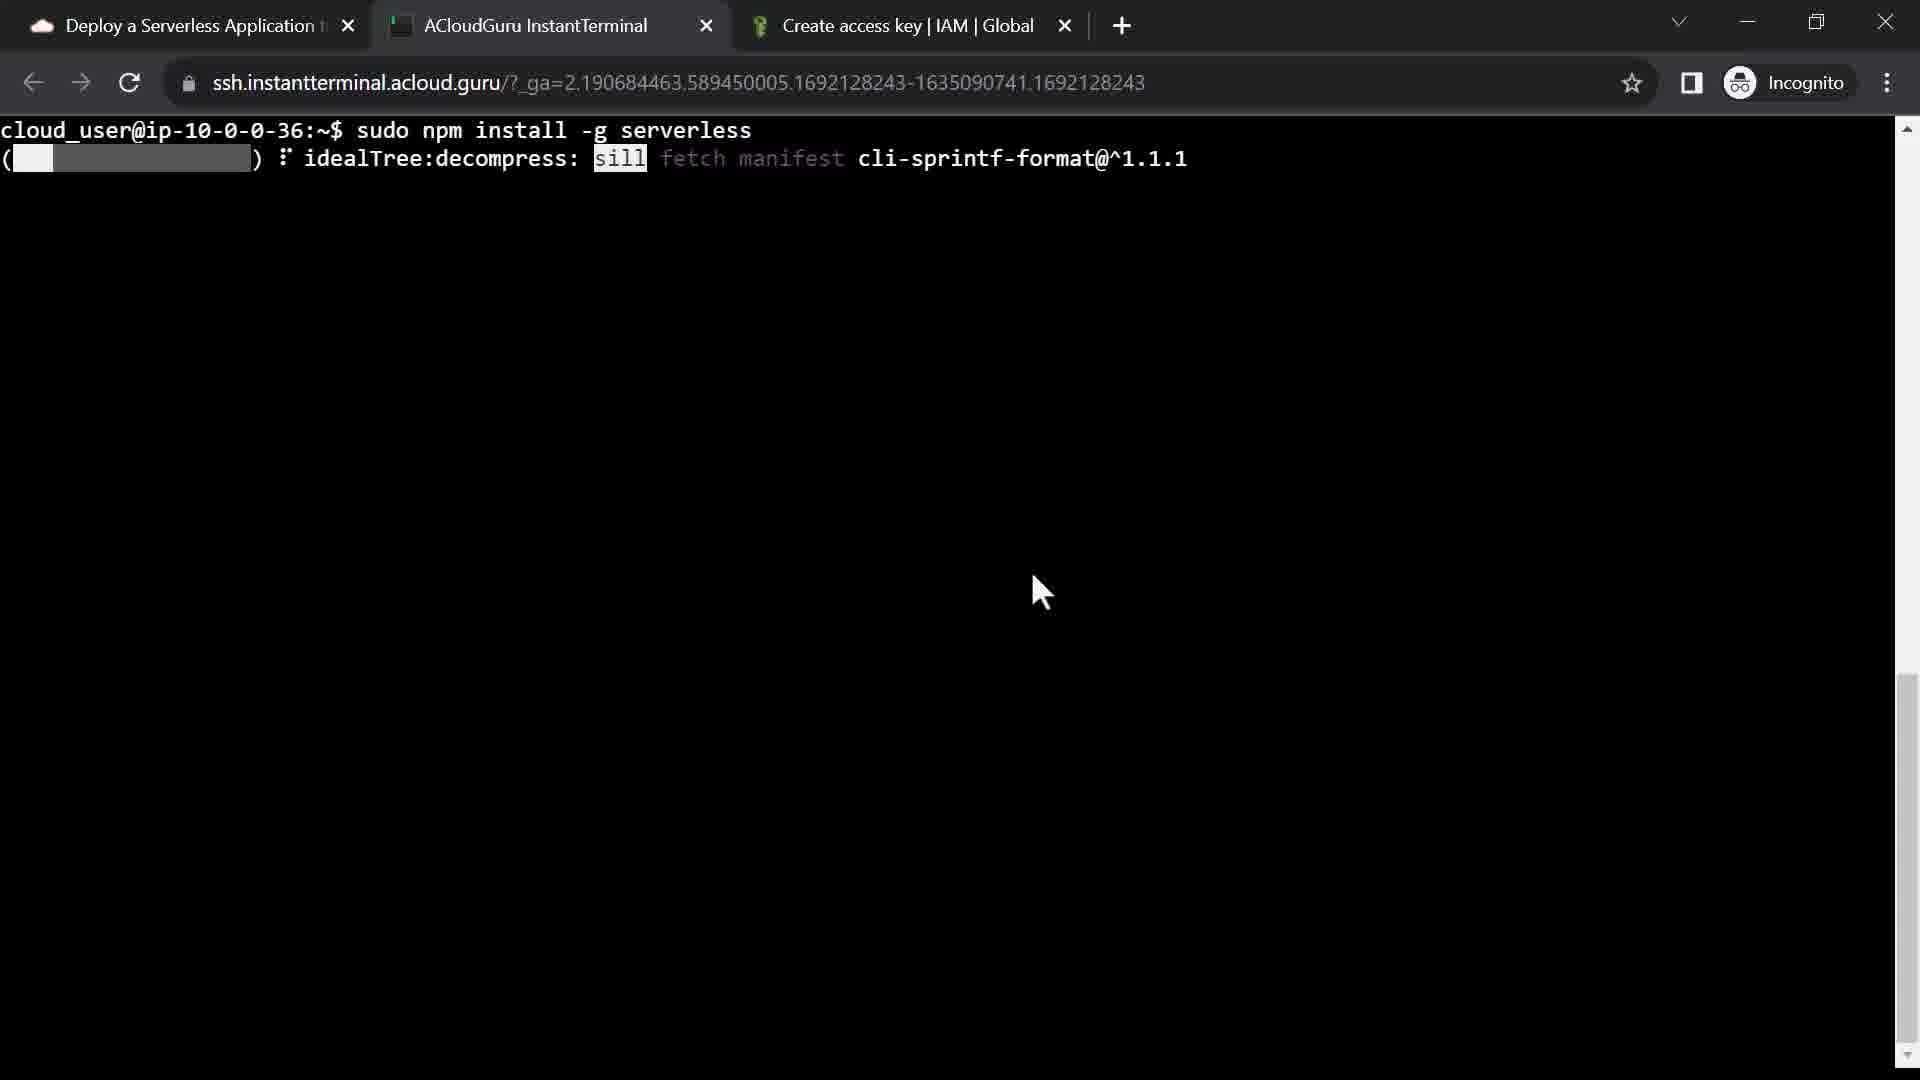 Deploy a Serverless Application
ACloudGuru InstantTerminal
Create access key | IAM | Global
ssh.instantterminal.acloud.guru/?_ga=2.190684463.589450005.1692128243-1635090741.1692128243
Incognito
cloud_user@ip-10-0-0-36:~$ sudo npm install -g serverless
( ) ⠏ idealTree:decompress: sill fetch manifest cli-sprintf-format@^1.1.1